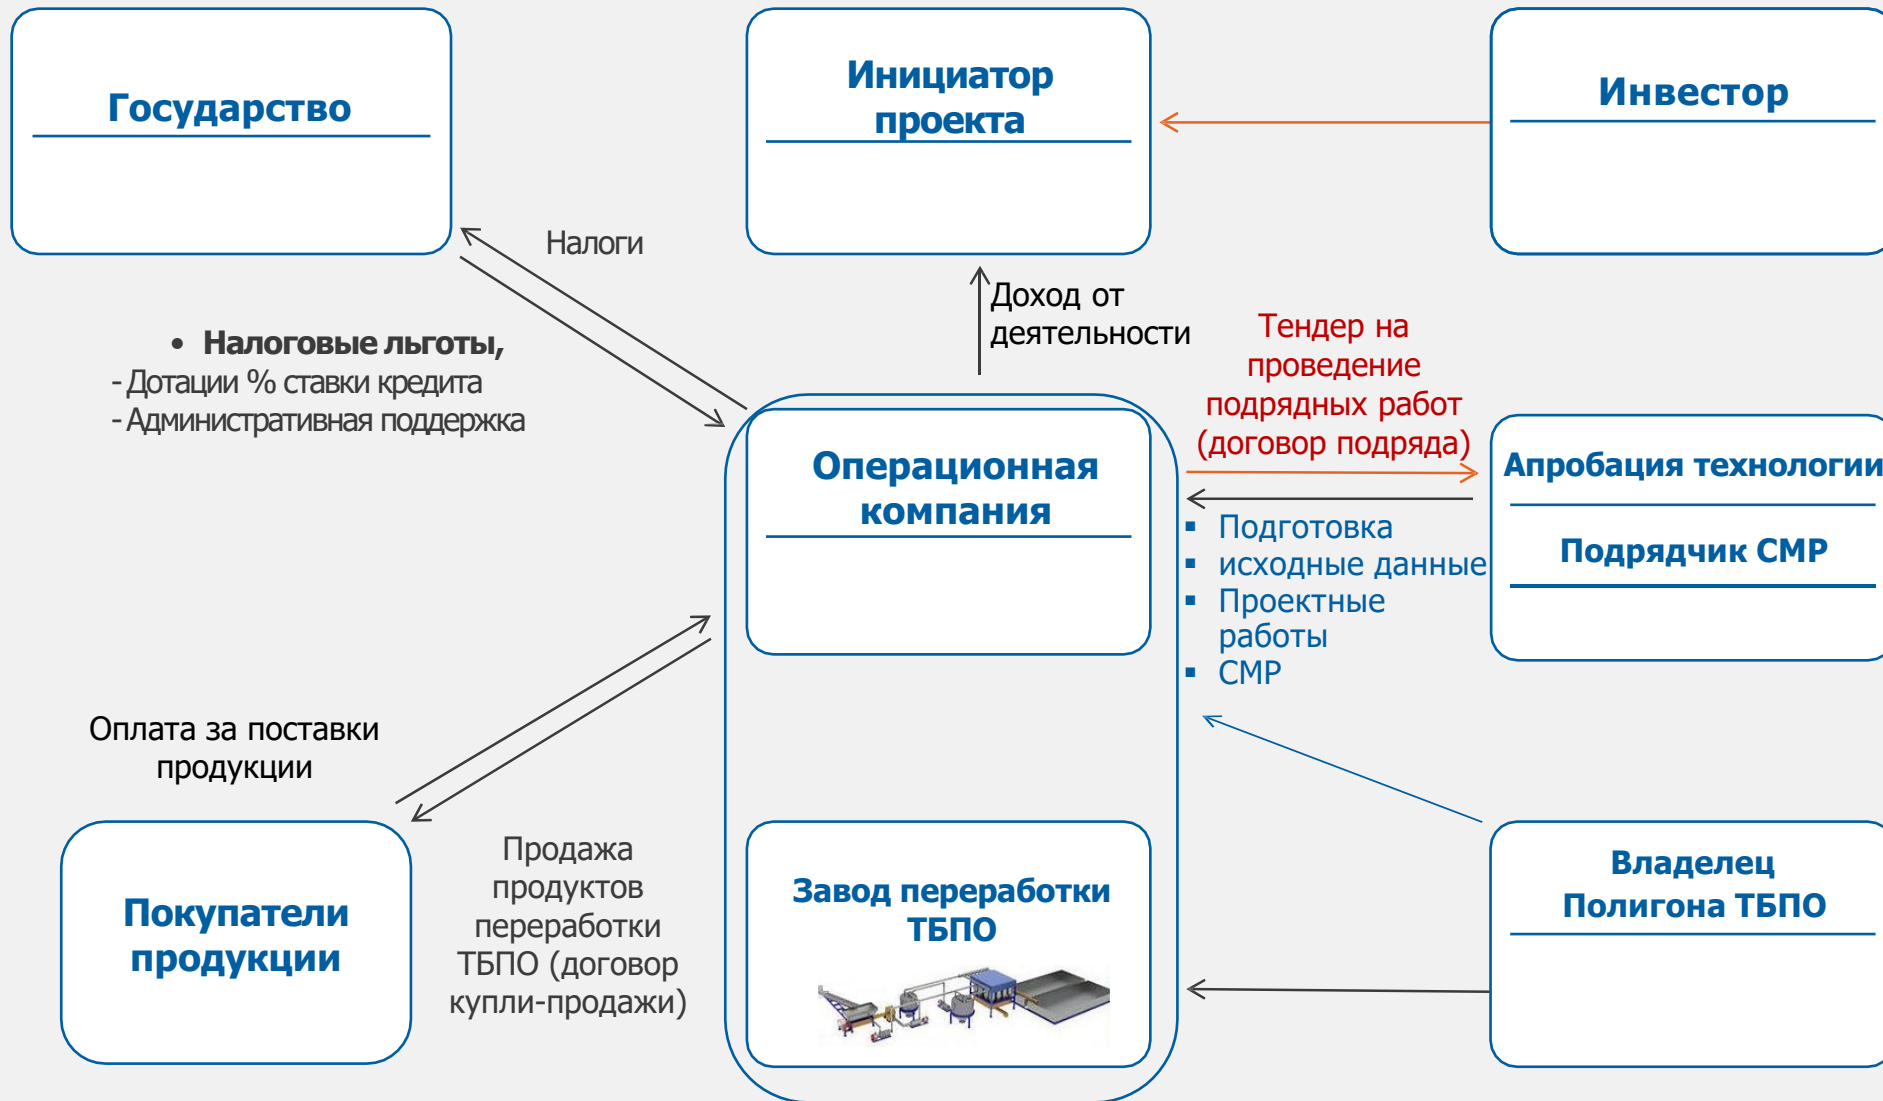 Государство
Инициатор
проекта
Инвестор
Налоги
• Налоговые льготы,
- Дотации % ставки кредита
- Административная поддержка
Доход от
деятельности
Тендер на
проведение
подрядных работ
(договор подряда)
Операционная
компания
Апробация технологии
Подрядчик СМР
▪ Подготовка
▪ исходные данные
▪ Проектные
работы
▪ СМР
Оплата за поставки
продукции
Покупатели
продукции
Продажа
продуктов
переработки
ТБПО (договор
купли-продажи)
Завод переработки
ТБПО
Владелец
Полигона ТБПО